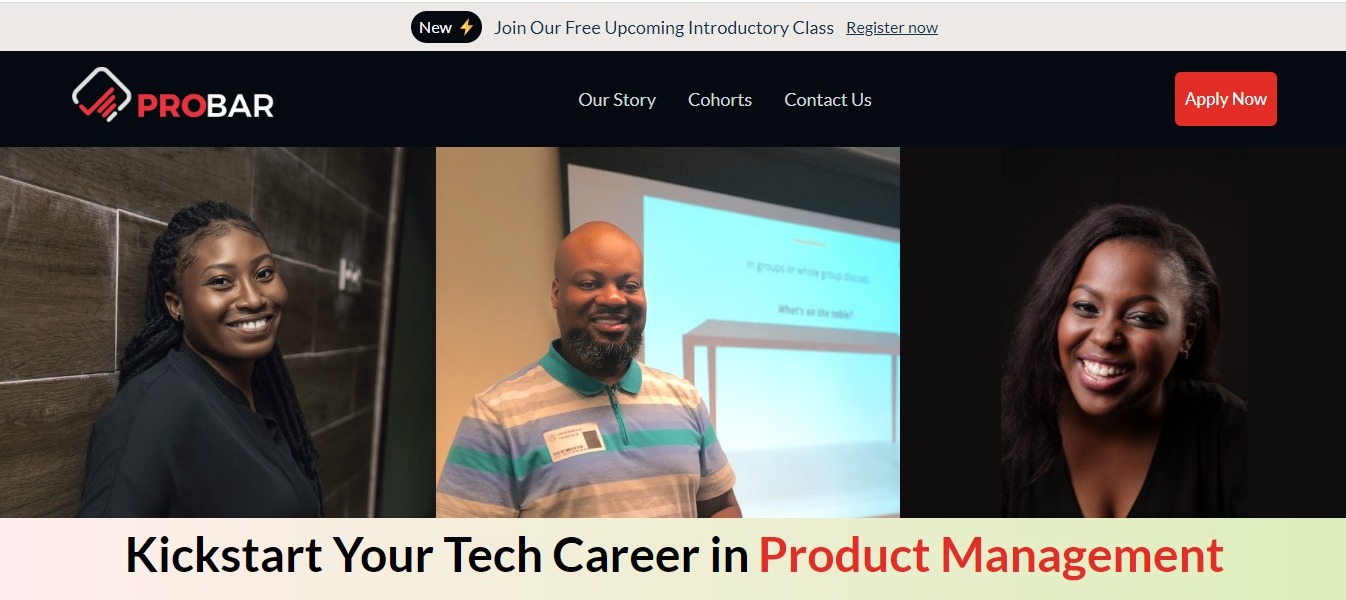 New ⚡ Join Our Free Upcoming Introductory Class Register now
PROBAR
Our Story Cohorts Contact Us
Apply Now
in groups or whole group discuss
What's on the table?
Kickstart Your Tech Career in Product Management